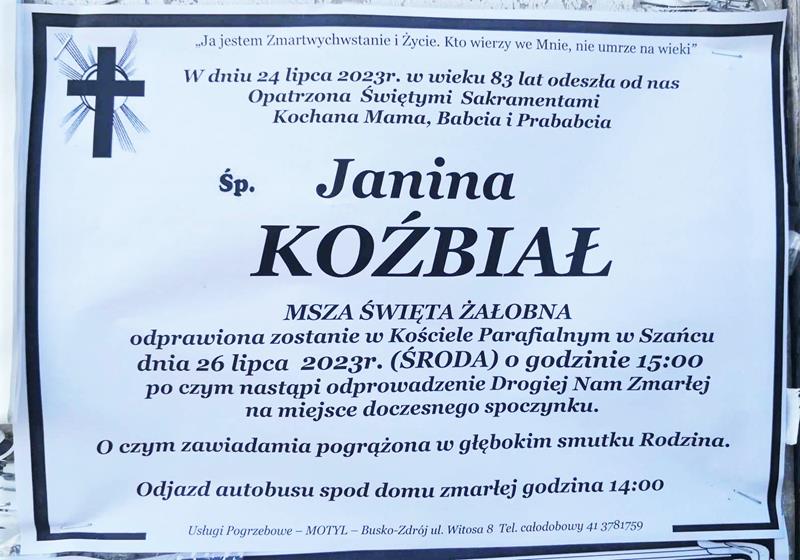 „Ja jestem Zmartwychwstanie i Życie. Kto wierzy we Mnie, nie umrze na wieki”
W dniu 24 lipca 2023r. w wieku 83 lat odeszła od nas
Opatrzona Świętymi Sakramentami
Kochana Mama, Babcia i Prababcia
Śp. Janina
KOŹBIAŁ
MSZA ŚWIĘTA ŻAŁOBNA
odprawiona zostanie w Kościele Parafialnym w Szańcu
dnia 26 lipca 2023r. (ŚRODA) o godzinie 15:00
po czym nastąpi odprowadzenie Drogiej Nam Zmarłej
na miejsce doczesnego spoczynku.
O czym zawiadamia pogrążona w głębokim smutku Rodzina.
Odjazd autobusu spod domu zmarłej godzina 14:00
Usługi Pogrzebowe – MOTYL – Busko-Zdrój ul. Witosa 8 Tel. całodobowy 41 3781759